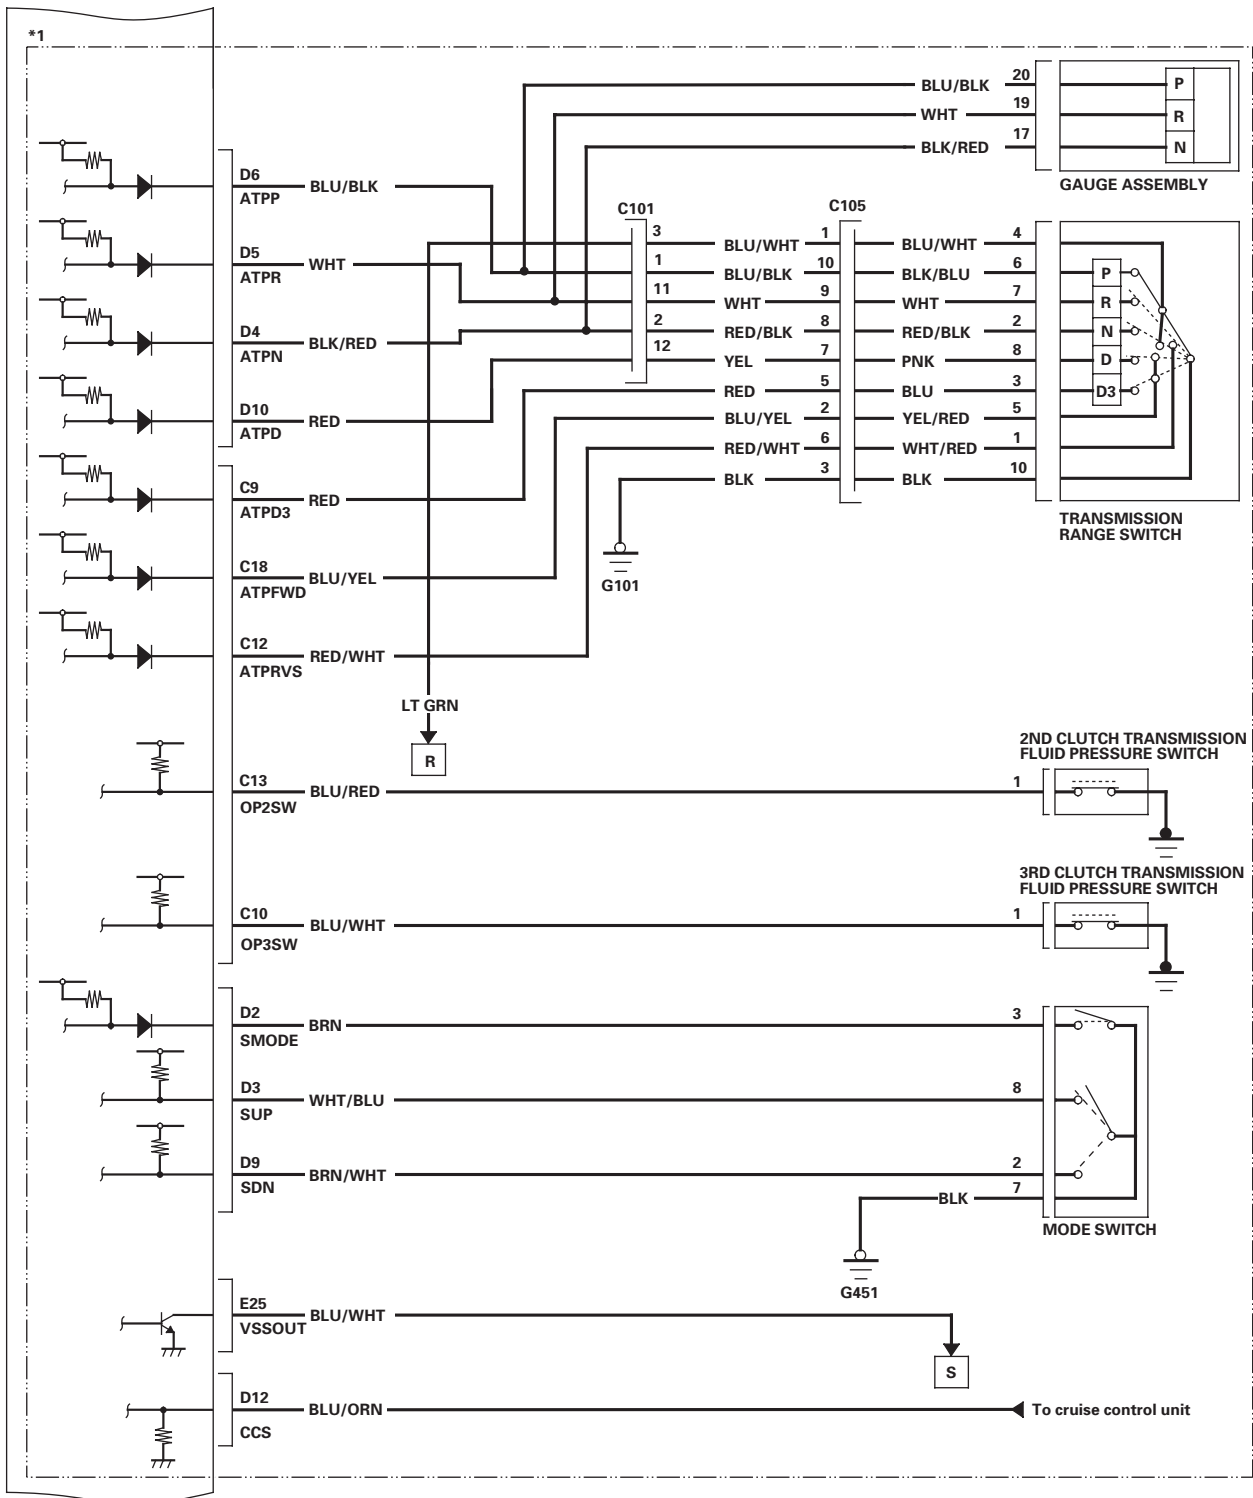 *1
BLU/BLK 20 P
WHT 19 R
BLK/RED 17 N
GAUGE ASSEMBLY
D6 BLU/BLK
ATPP
C101 C105
3 BLU/WHT 1 BLU/WHT 4
D5 WHT
ATPR
1 BLU/BLK 10 BLK/BLU 6 P
11 WHT 9 WHT 7 R
D4 BLK/RED
ATPN
2 RED/BLK 8 RED/BLK 2 N
12 YEL 7 PNK 8 D
RED 5 BLU 3 D3
D10 RED
ATPD
BLU/YEL 2 YEL/RED 5
RED/WHT 6 WHT/RED 1
BLK 3 BLK 10
C9 RED
ATPD3
TRANSMISSION
RANGE SWITCH
G101
C18 BLU/YEL
ATPFWD
C12 RED/WHT
ATPRVS
LT GRN
R
2ND CLUTCH TRANSMISSION
FLUID PRESSURE SWITCH
C13 BLU/RED 1
OP2SW
3RD CLUTCH TRANSMISSION
FLUID PRESSURE SWITCH
C10 BLU/WHT 1
OP3SW
D2 BRN 3
SMODE
D3 WHT/BLU 8
SUP
D9 BRN/WHT 2
SDN
BLK 7
MODE SWITCH
G451
E25 BLU/WHT
VSSOUT
S
D12 BLU/ORN To cruise control unit
CCS